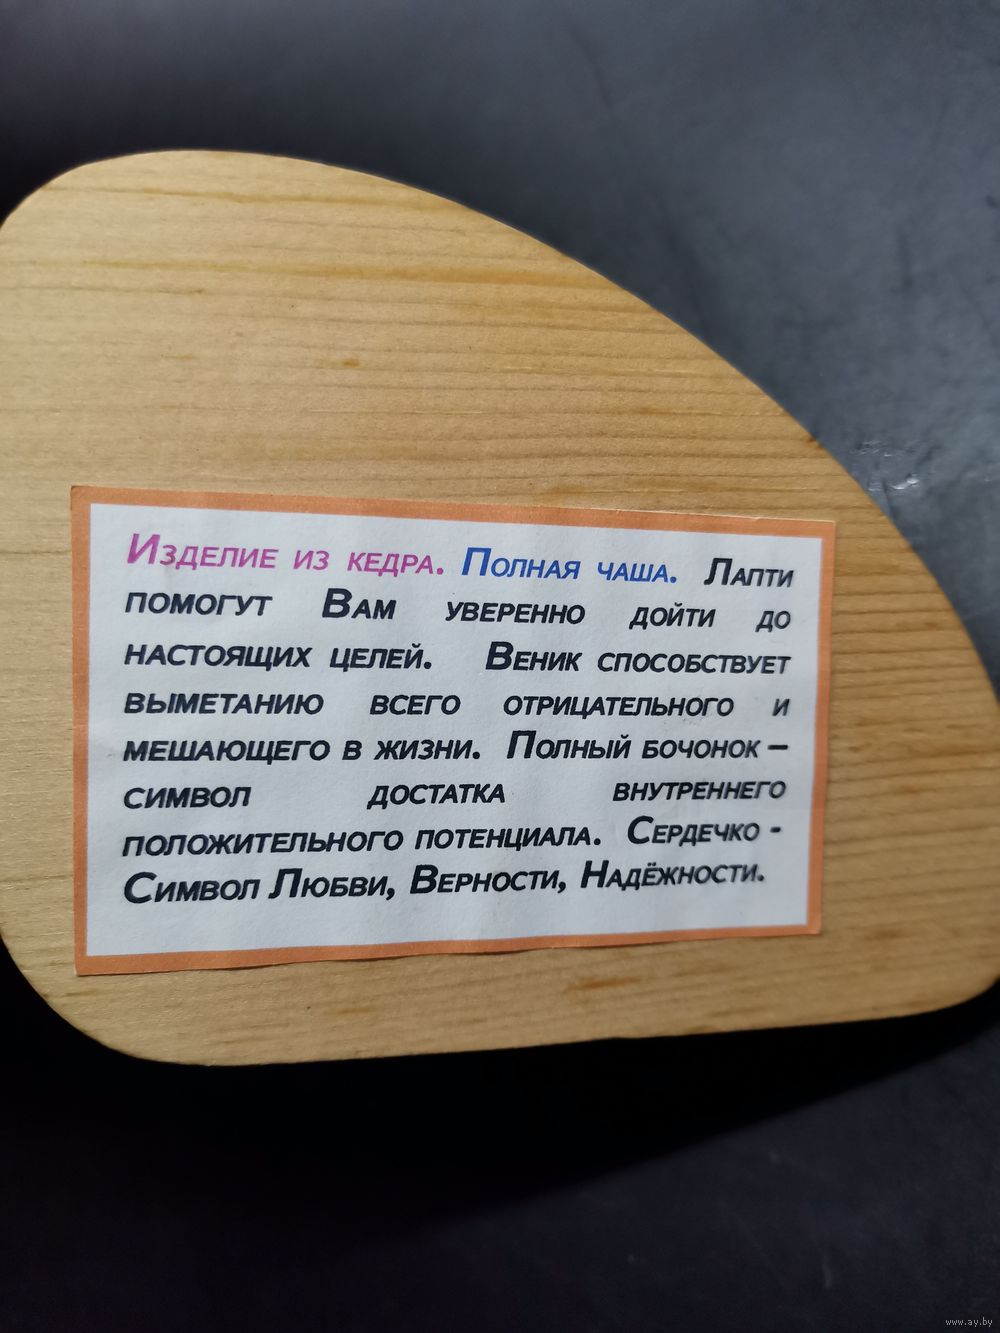 Изделие из кедра. Полная чаша. Лапти
помогут Вам уверенно дойти до
настоящих целей. Веник способствует
выметанию всего отрицательного и
мешающего в жизни. Полный бочонок –
символ достатка внутреннего
положительного потенциала. Сердечко -
Символ Любви, Верности, Надёжности.
www.ay.by